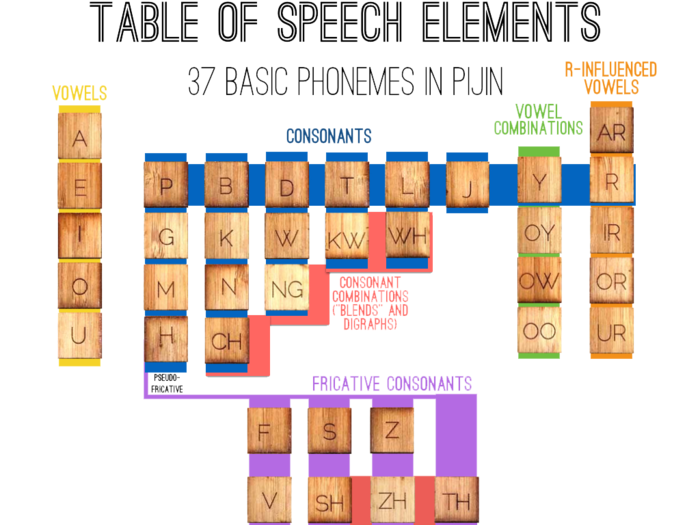 TABLE OF SPEECH ELEMENTS
37 BASIC PHONEMES IN PIJIN
VOWELS
A
E
I
O
U
CONSONANTS
P B D T L J
G K W KW WH
M N NG
H CH
CONSONANT
COMBINATIONS
("BLENDS" AND
DIGRAPHS)
PSEUDO-
FRICATIVE
VOWEL
COMBINATIONS
Y
OY
OW
OO
R-INFLUENCED
VOWELS
AR
R
IR
OR
UR
FRICATIVE CONSONANTS
F S Z
V SH ZH TH